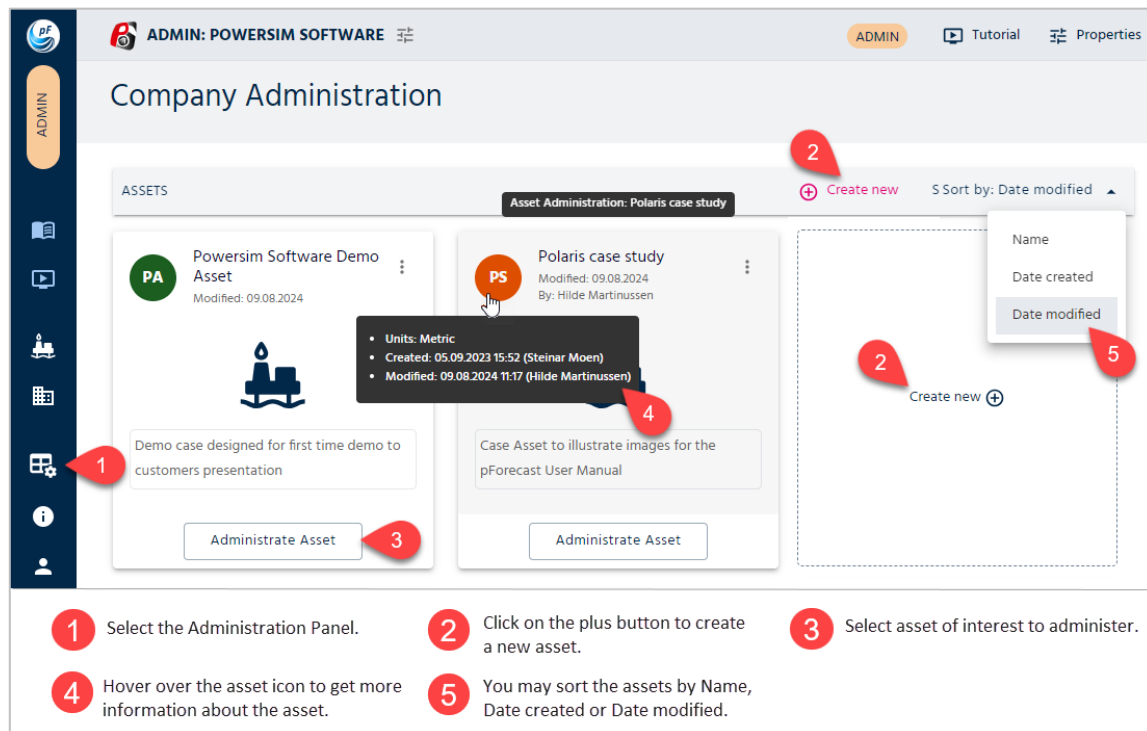 pF
ADMIN: POWERSIM SOFTWARE
ADMIN
Tutorial
Properties
ADMIN
Company Administration
2
ASSETS
Create new
S Sort by: Date modified
Asset Administration: Polaris case study
Name
Date created
Date modified
5
PA
Powersim Software Demo
Asset
Modified: 09.08.2024
PS
Polaris case study
Modified: 09.08.2024
By: Hilde Martinussen
• Units: Metric
• Created: 05.09.2023 15:52 (Steinar Moen)
• Modified: 09.08.2024 11:17 (Hilde Martinussen)
4
2
Create new
Demo case designed for first time demo to
customers presentation
Case Asset to illustrate images for the
pForecast User Manual
1
Administrate Asset
3
Administrate Asset
1 Select the Administration Panel.
2 Click on the plus button to create
a new asset.
3 Select asset of interest to administer.
4 Hover over the asset icon to get more
information about the asset.
5 You may sort the assets by Name,
Date created or Date modified.